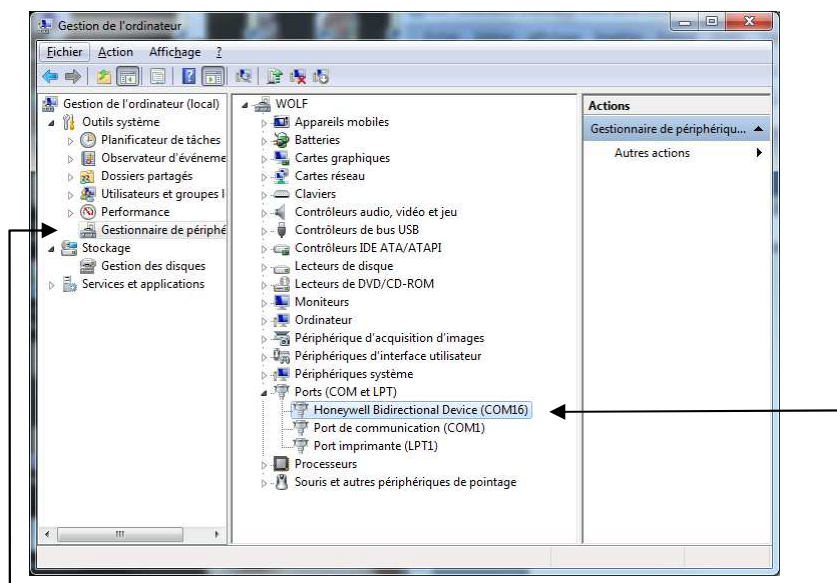 Gestion de l'ordinateur
Fichier Action Affichage ?
Gestion de l'ordinateur (local)
Outils système
Planificateur de tâches
Observateur d'événeme
Dossiers partagés
Utilisateurs et groupes l
Performance
Gestionnaire de périphé
Stockage
Gestion des disques
Services et applications
WOLF
Appareils mobiles
Batteries
Cartes graphiques
Cartes réseau
Claviers
Contrôleurs audio, vidéo et jeu
Contrôleurs de bus USB
Contrôleurs IDE ATA/ATAPI
Lecteurs de disque
Lecteurs de DVD/CD-ROM
Moniteurs
Ordinateur
Périphérique d'acquisition d'images
Périphériques d'interface utilisateur
Périphériques système
Ports (COM et LPT)
Honeywell Bidirectional Device (COM16)
Port de communication (COM1)
Port imprimante (LPT1)
Processeurs
Souris et autres périphériques de pointage
Actions
Gestionnaire de périphériqu...
Autres actions